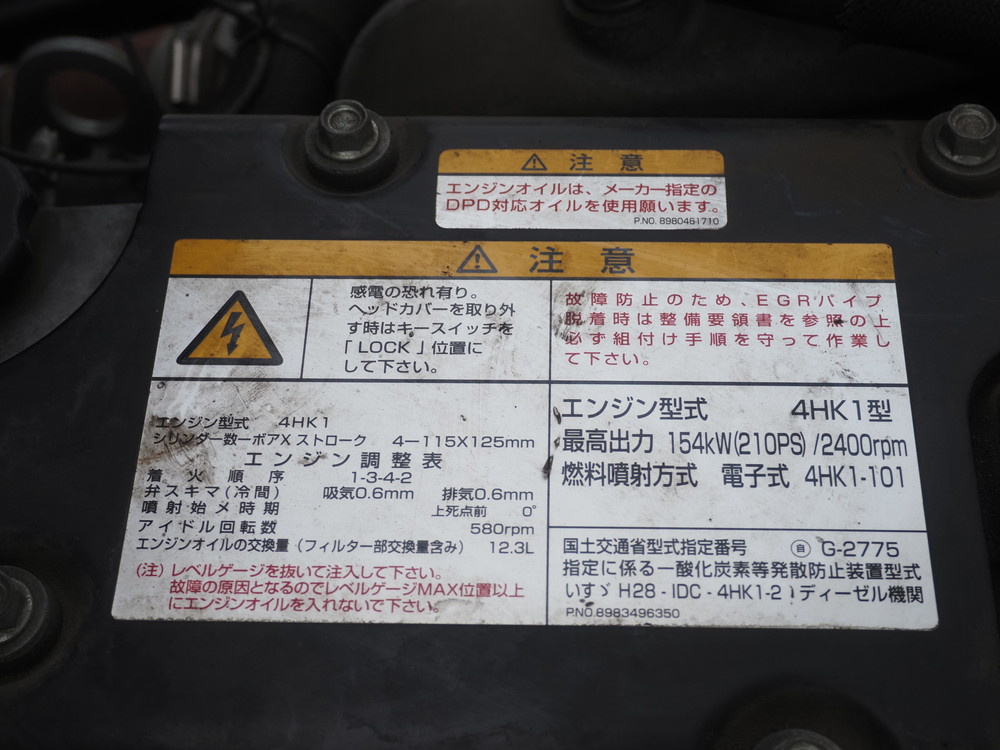 ⚠ 注意
エンジンオイルは、メーカー指定の
DPD対応オイルを使用願います。
P.NO. 8980461710
⚠ 注意
感電の恐れ有り。
ヘッドカバーを取り外
す時はキースイッチを
「LOCK」位置に
して下さい。
故障防止のため、EGRパイプ
脱着時は整備要領書を参照の上
必ず組付け手順を守って作業し
て下さい。
エンジン型式 4HK1
シリンダー数ーボアXストローク 4-115X125mm
エンジン調整表
着火順序 1-3-4-2
弁スキマ(冷間) 吸気0.6mm 排気0.6mm
噴射始メ時期 上死点前 0°
アイドル回転数 580rpm
エンジンオイルの交換量(フィルター部交換量含み) 12.3L
(注)レベルゲージを抜いて注入して下さい。
故障の原因となるのでレベルゲージMAX位置以上
にエンジンオイルを入れないで下さい。
エンジン型式 4HK1型
最高出力 154kW(210PS)/2400rpm
燃料噴射方式 電子式 4HK1-101
国土交通省型式指定番号 ㉂ G-2775
指定に係る一酸化炭素等発散防止装置型式
いすゞ H28-IDC-4HK1-21ディーゼル機関
P.NO.8983496350